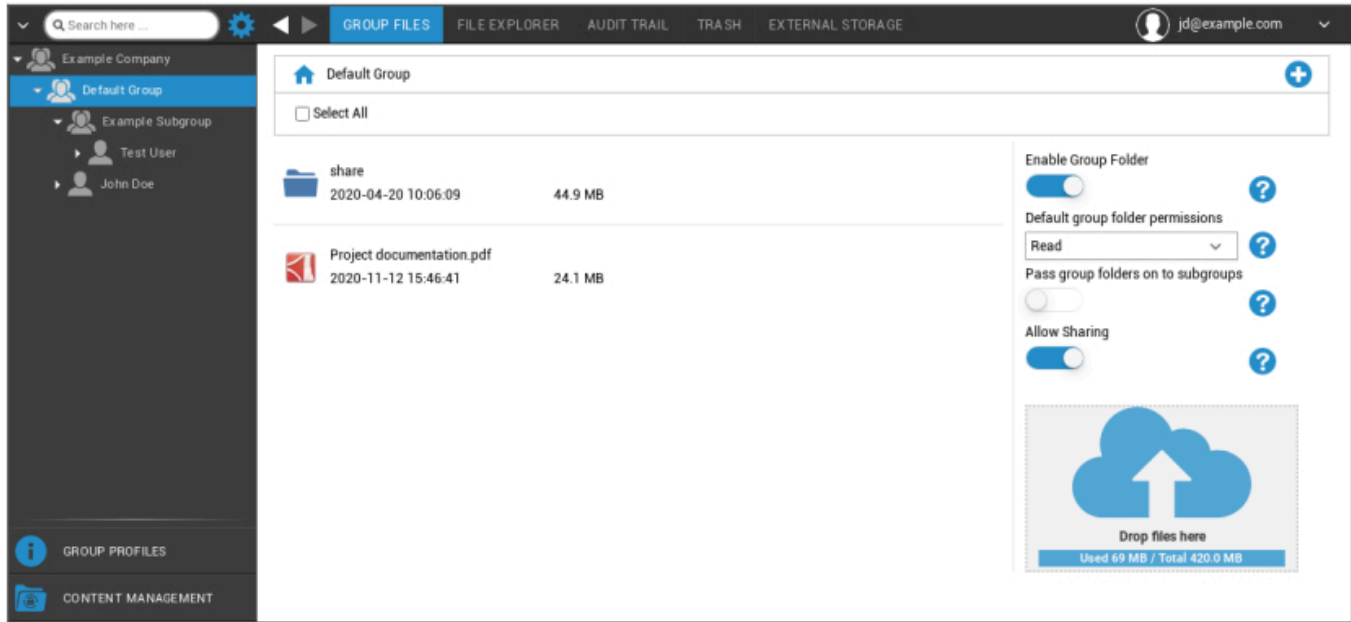 Search here ...
GROUP FILES
FILE EXPLORER
AUDIT TRAIL
TRASH
EXTERNAL STORAGE
jd@example.com
Example Company
Default Group
Example Subgroup
Test User
John Doe
GROUP PROFILES
CONTENT MANAGEMENT
Default Group
Select All
share
2020-04-20 10:06:09 44.9 MB
Project documentation.pdf
2020-11-12 15:46:41 24.1 MB
Enable Group Folder
?
Default group folder permissions
Read
?
Pass group folders on to subgroups
?
Allow Sharing
?
Drop files here
Used 69 MB / Total 420.0 MB